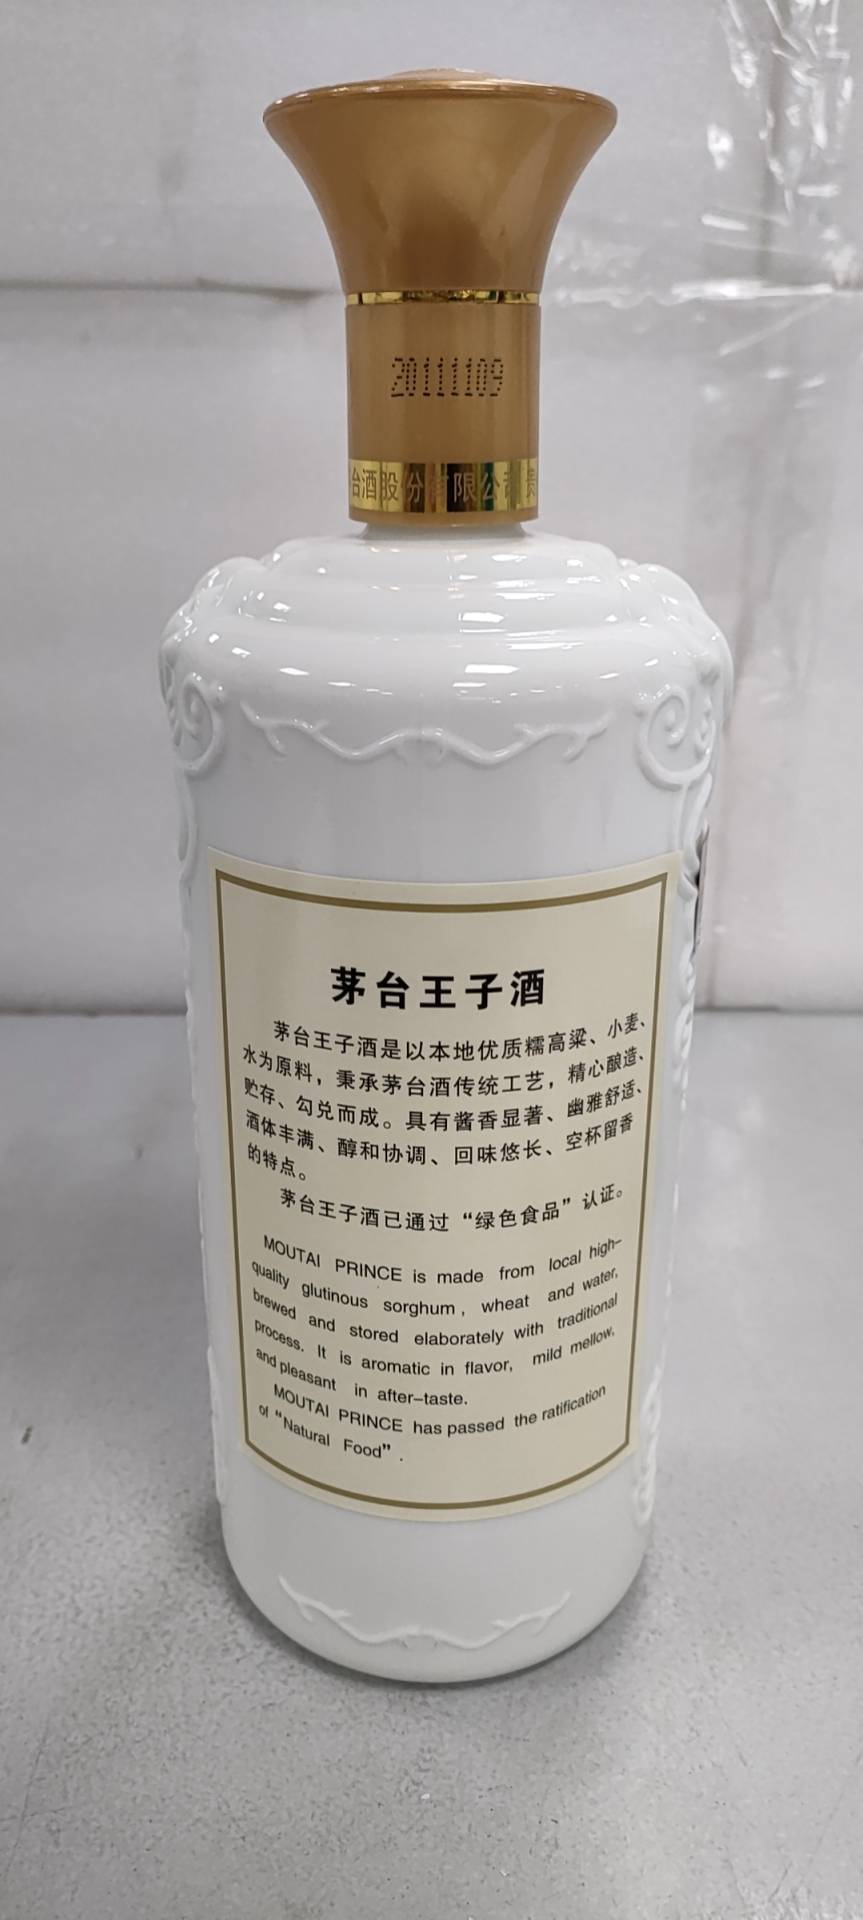 20111109
台酒股份有限公司 贵
茅台王子酒
茅台王子酒是以本地优质糯高粱、小麦、
水为原料，秉承茅台酒传统工艺，精心酿造、
贮存、勾兑而成。具有酱香显著、幽雅舒适、
酒体丰满、醇和协调、回味悠长、空杯留香
的特点。
茅台王子酒已通过“绿色食品”认证。
MOUTAI PRINCE is made from local high-
quality glutinous sorghum, wheat and water,
brewed and stored elaborately with traditional
process. It is aromatic in flavor, mild mellow,
and pleasant in after-taste.
MOUTAI PRINCE has passed the ratification
of “Natural Food”.